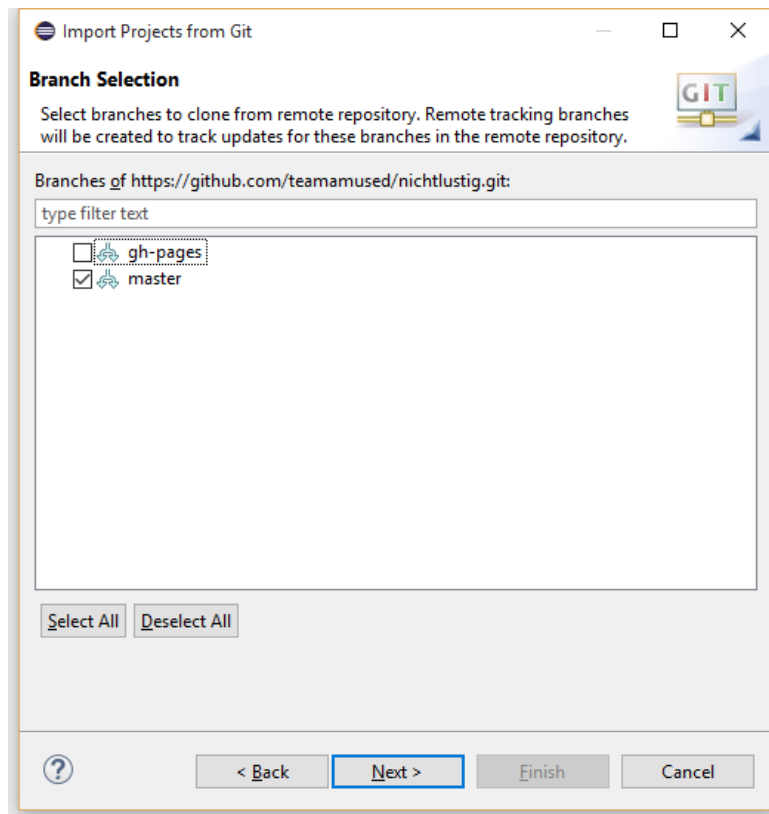 Import Projects from Git
Branch Selection
GIT
Select branches to clone from remote repository. Remote tracking branches
will be created to track updates for these branches in the remote repository.
Branches of https://github.com/teamamused/nichtlustig.git:
type filter text
gh-pages
master
Select All Deselect All
? < Back Next > Finish Cancel